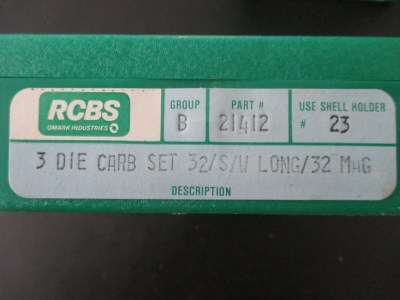 RCBS
OMARK INDUSTRIES
GROUP
B
PART #
21412
USE SHELL HOLDER
# 23
3 DIE CARB SET 32/S/W LONG/32 MAG
DESCRIPTION